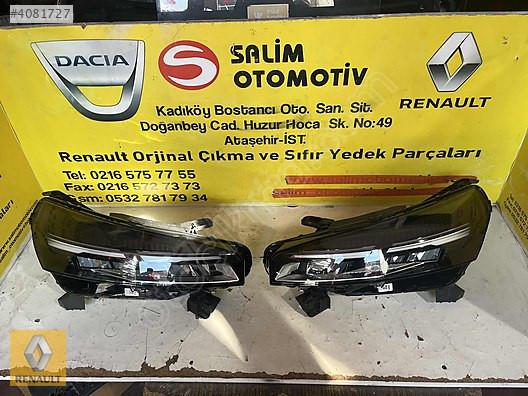 #4081727
DACIA
S
SALİM
OTOMOTİV
RENAULT
Kadıköy Bostancı Oto. San. Sit.
Doğanbey Cad. Huzur Hoca Sk. No:49
Ataşehir-İST.
Renault Orjinal Çıkma ve Sıfır Yedek Parçaları
Tel: 0216 575 77 55
Fax: 0216 572 73 73
Gsm: 0532 781 79 34
RENAULT